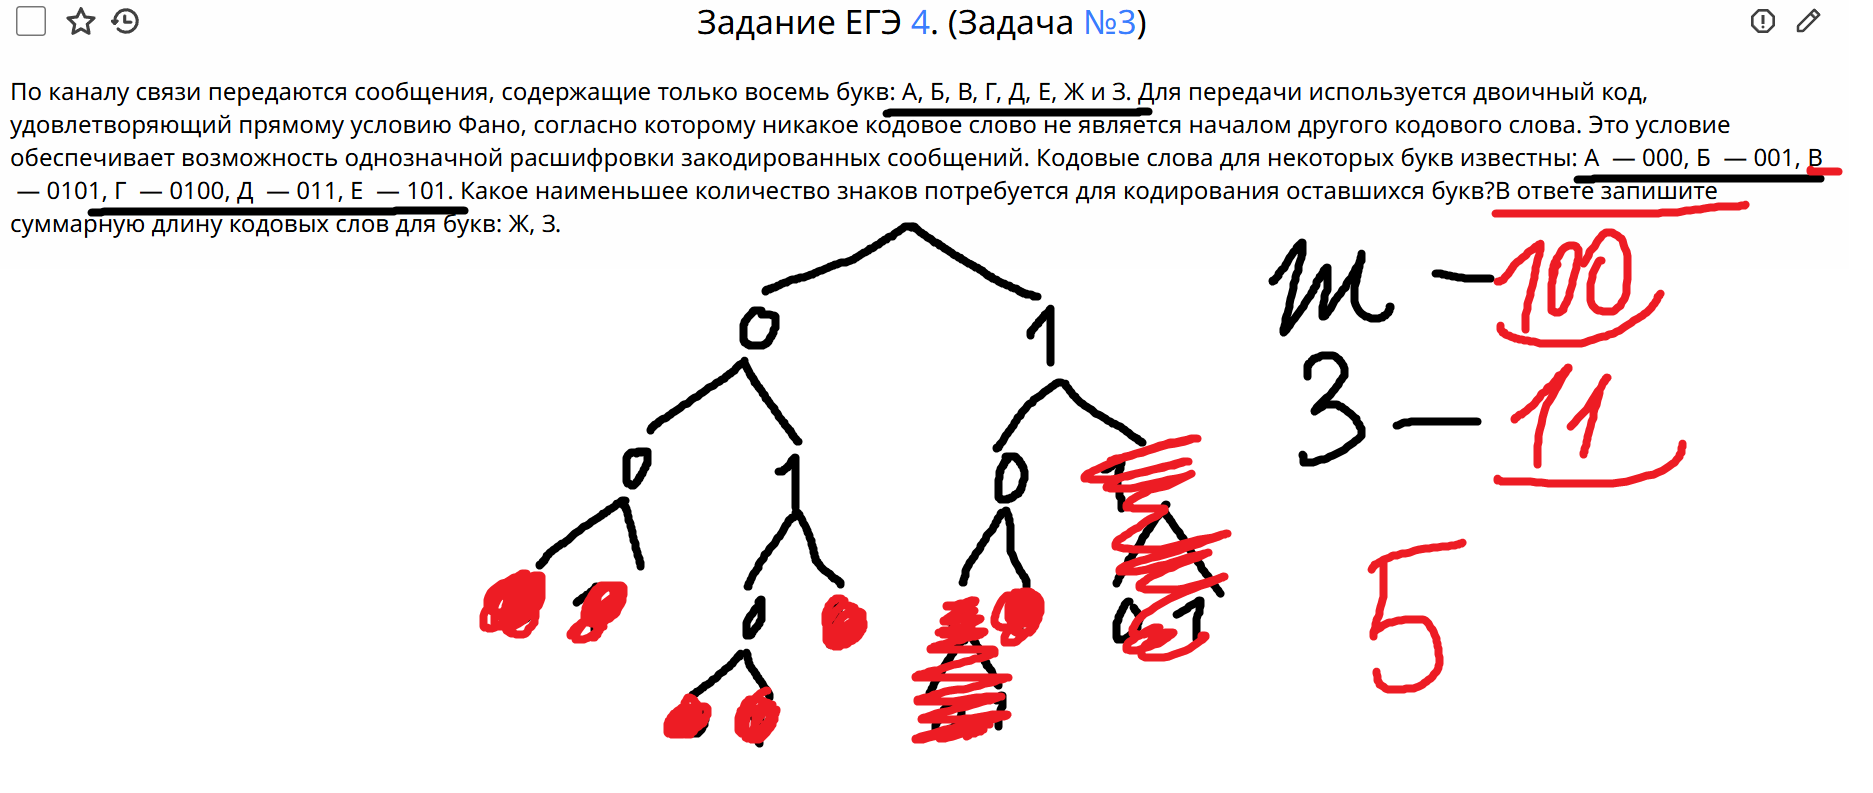 Задание ЕГЭ 4. (Задача №3)
По каналу связи передаются сообщения, содержащие только восемь букв: А, Б, В, Г, Д, Е, Ж и З. Для передачи используется двоичный код,
удовлетворяющий прямому условию Фано, согласно которому никакое кодовое слово не является началом другого кодового слова. Это условие
обеспечивает возможность однозначной расшифровки закодированных сообщений. Кодовые слова для некоторых букв известны: А — 000, Б — 001, В
— 0101, Г — 0100, Д — 011, Е — 101. Какое наименьшее количество знаков потребуется для кодирования оставшихся букв?В ответе запишите
суммарную длину кодовых слов для букв: Ж, З.
0 1
Ж — 100
0 1 0
З — 11
0 0 1
5